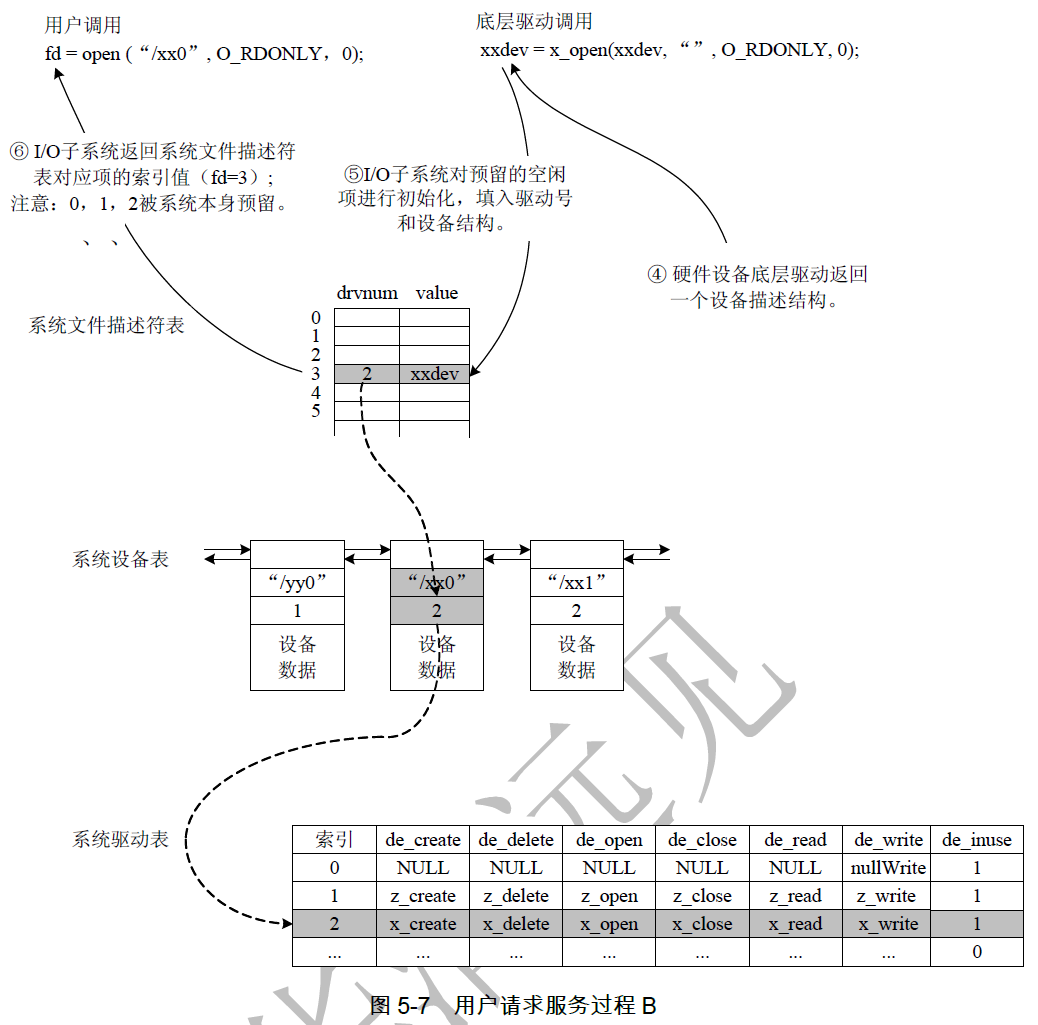 用户调用
fd = open (“/xx0”, O_RDONLY，0);
底层驱动调用
xxdev = x_open(xxdev, “”, O_RDONLY, 0);
⑥ I/O子系统返回系统文件描述符
表对应项的索引值（fd=3）;
注意：0，1，2被系统本身预留。
、 、
⑤I/O子系统对预留的空闲
项进行初始化，填入驱动号
和设备结构。
④ 硬件设备底层驱动返回
一个设备描述结构。
系统文件描述符表
drvnum value
0
1
2
3 2 xxdev
4
5
系统设备表
“/yy0” “/xx0” “/xx1”
1 2 2
设备 设备 设备
数据 数据 数据
系统驱动表
索引 de_create de_delete de_open de_close de_read de_write de_inuse
0 NULL NULL NULL NULL NULL nullWrite 1
1 z_create z_delete z_open z_close z_read z_write 1
2 x_create x_delete x_open x_close x_read x_write 1
... ... ... ... ... ... ... 0
图 5-7 用户请求服务过程 B
远见